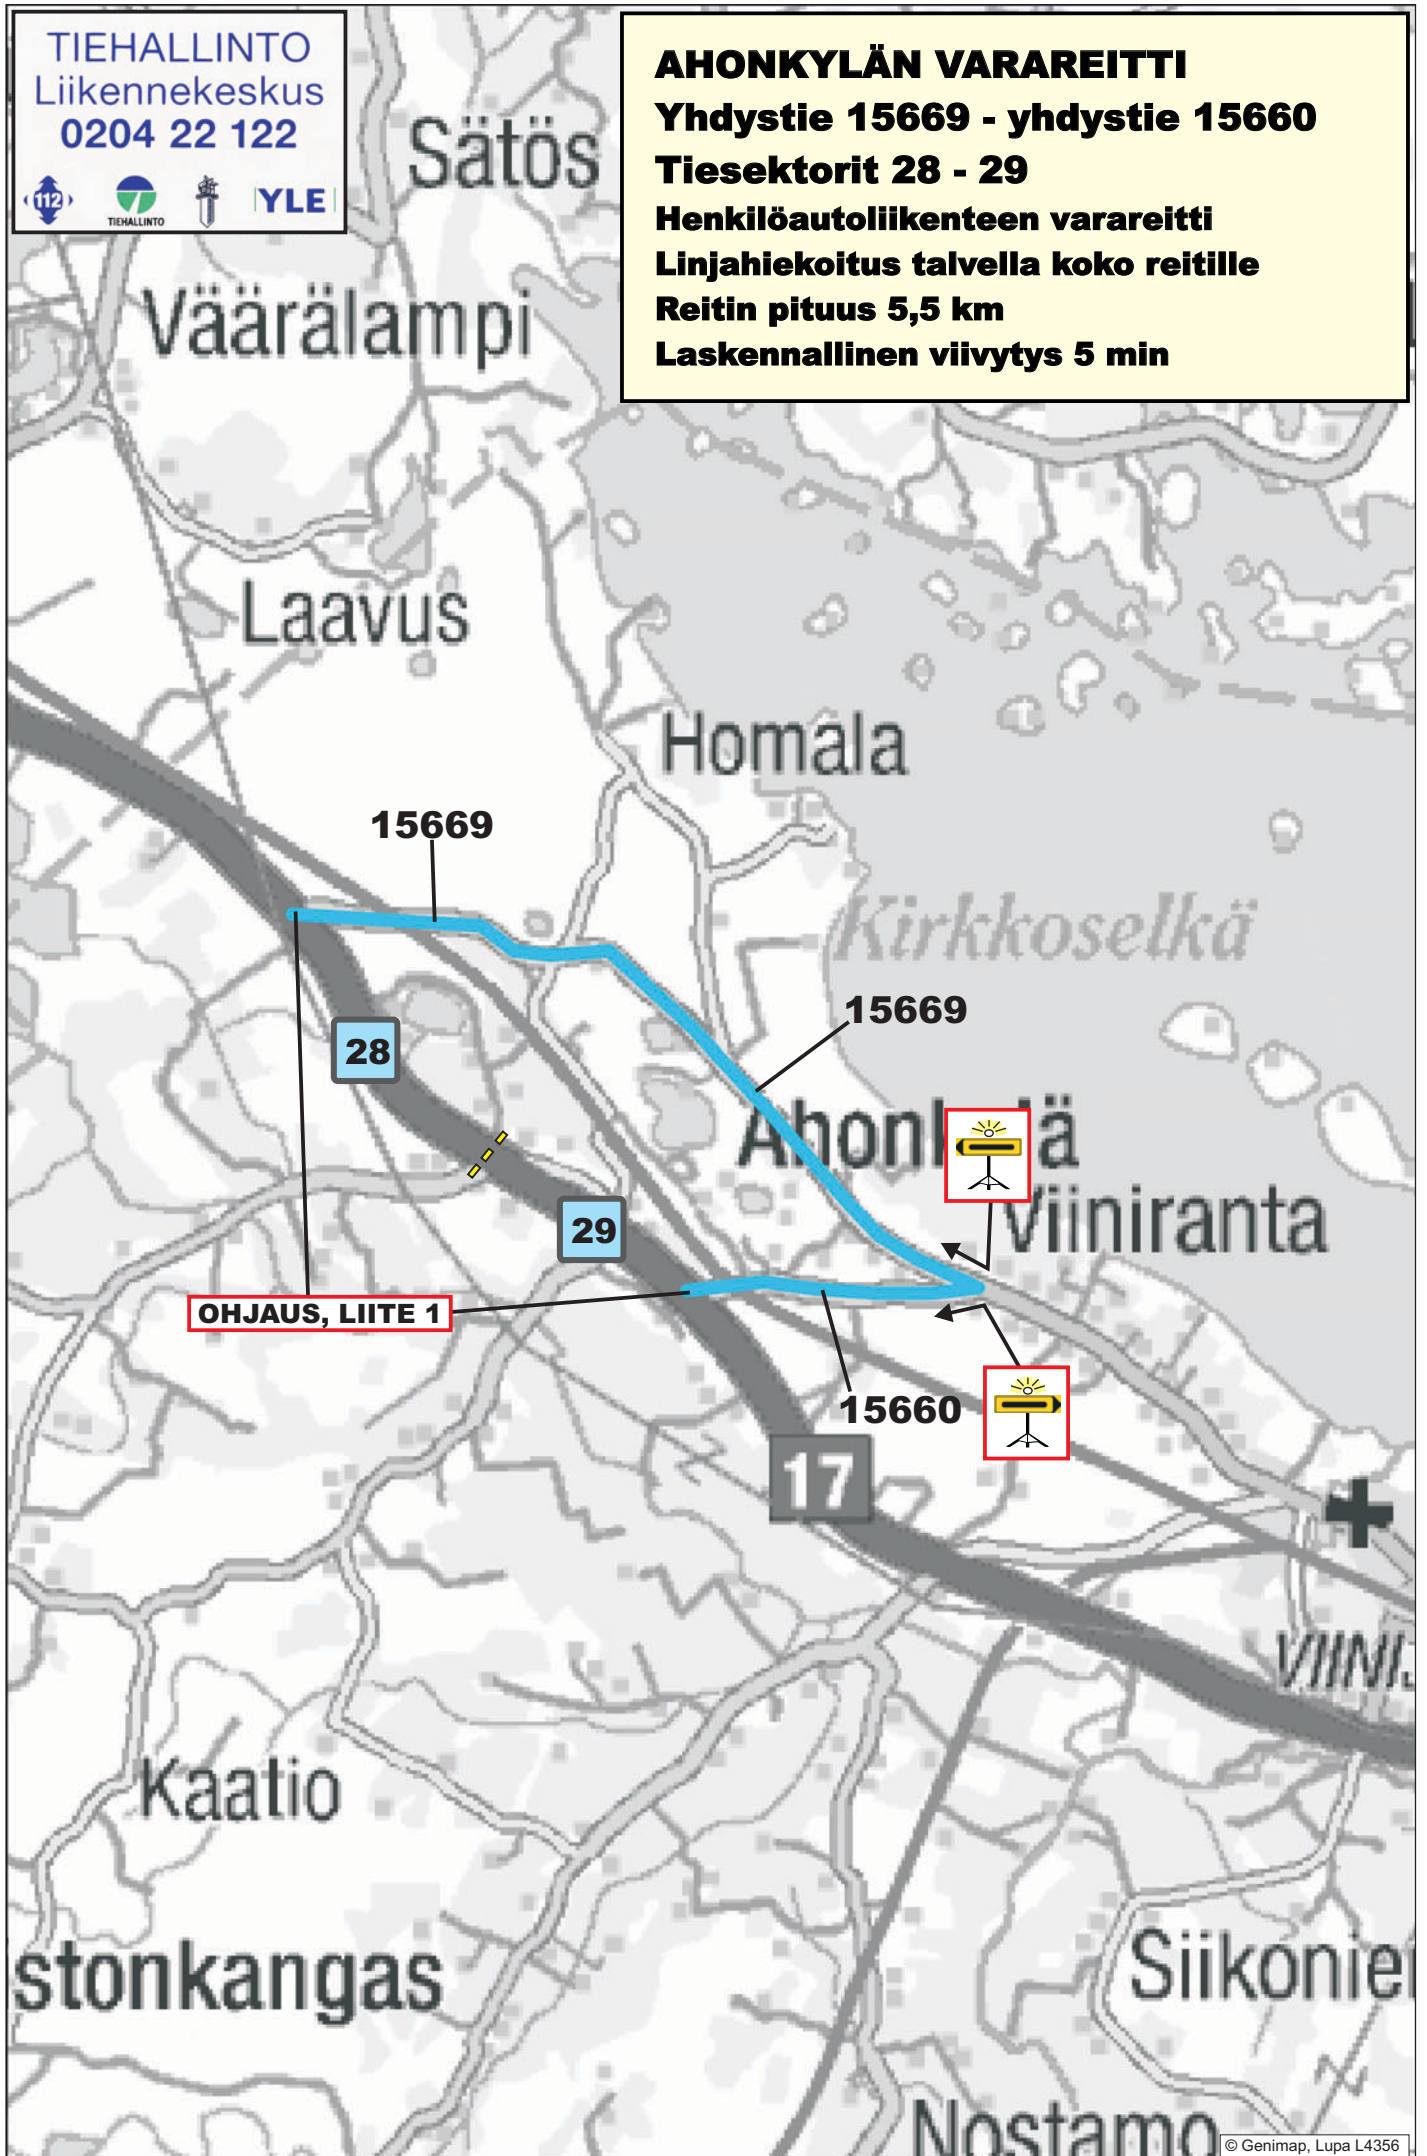 TIEHALLINTO
Liikennekeskus
0204 22 122
112
TIEHALLINTO
YLE
AHONKYLÄN VARAREITTI
Yhdystie 15669 - yhdystie 15660
Tiesektorit 28 - 29
Henkilöautoliikenteen varareitti
Linjahiekoitus talvella koko reitille
Reitin pituus 5,5 km
Laskennallinen viivytys 5 min
Sätös
Väärälampi
Laavus
Homala
15669
Kirkkoselkä
15669
28
Viiniranta
29
OHJAUS, LIITE 1
15660
17
VIINIJ
Kaatio
stonkangas
Siikonie
Nostamo
© Genimap, Lupa L4356